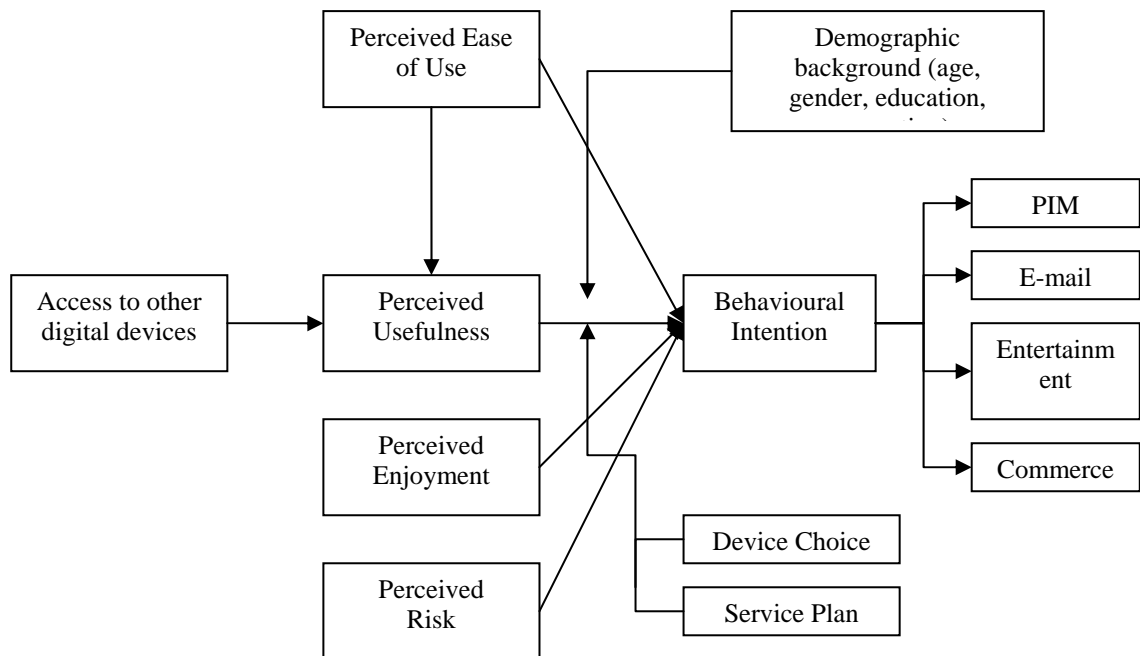 Perceived Ease
of Use
Demographic
background (age,
gender, education,
PIM
E-mail
Access to other
digital devices
Perceived
Usefulness
Behavioural
Intention
Entertainm
ent
Perceived
Enjoyment
Commerce
Device Choice
Perceived
Risk
Service Plan